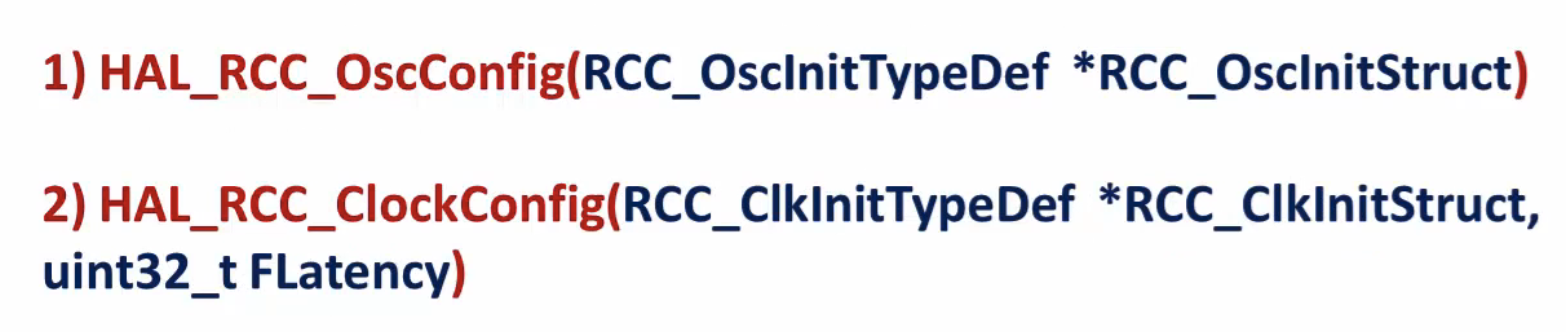 1) HAL_RCC_OscConfig(RCC_OscInitTypeDef *RCC_OscInitStruct)
2) HAL_RCC_ClockConfig(RCC_ClkInitTypeDef *RCC_ClkInitStruct,
uint32_t FLatency)